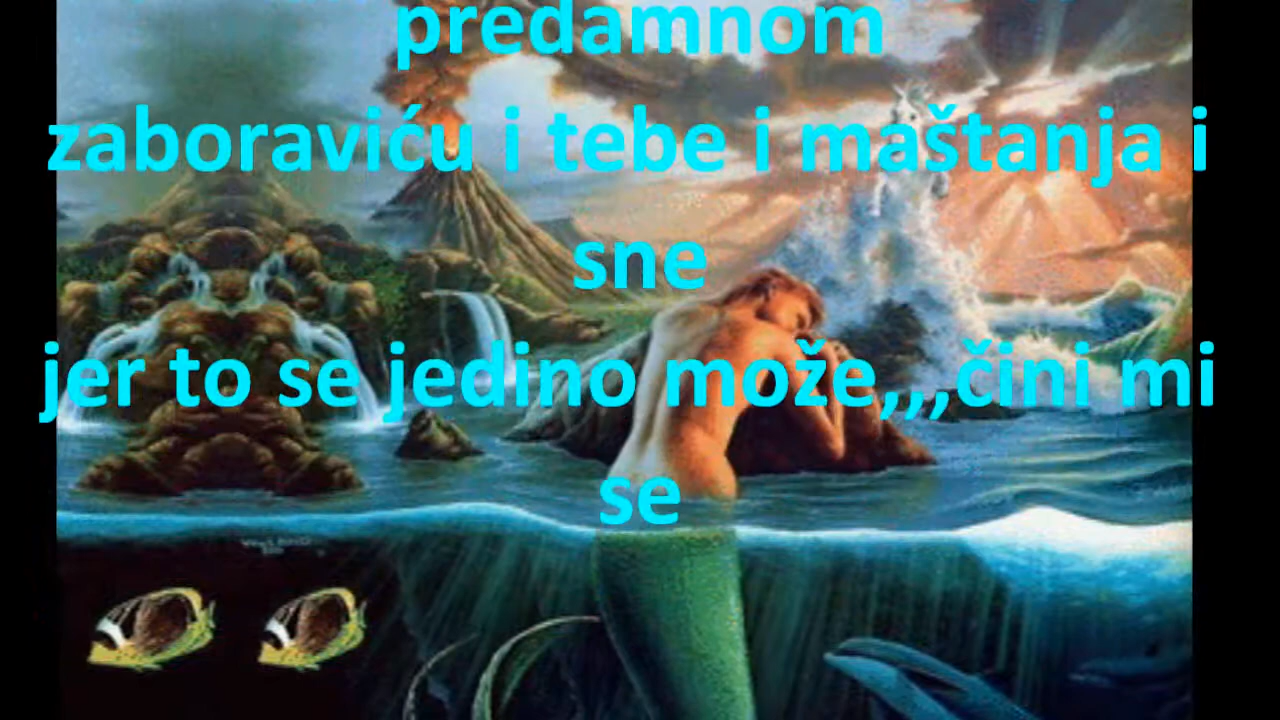 predamnom
zaboraviću i tebe i maštanja i
sne
jer to se jedino može,,,čini mi
se